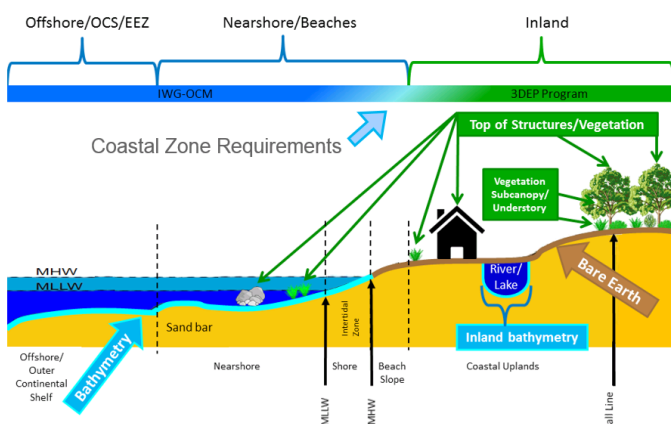 Offshore/OCS/EEZ
Nearshore/Beaches
Inland
IWG-OCM
3DEP Program
Coastal Zone Requirements
Top of Structures/Vegetation
Vegetation
Subcanopy/
Understory
MHW
MLLW
River/
Lake
Bare Earth
Sand bar
Intertidal
Zone
Inland bathymetry
Bathymetry
Offshore/
Outer
Continental
Shelf
Nearshore
Shore
Beach
Slope
Coastal Uplands
MLLW
MHW
all Line